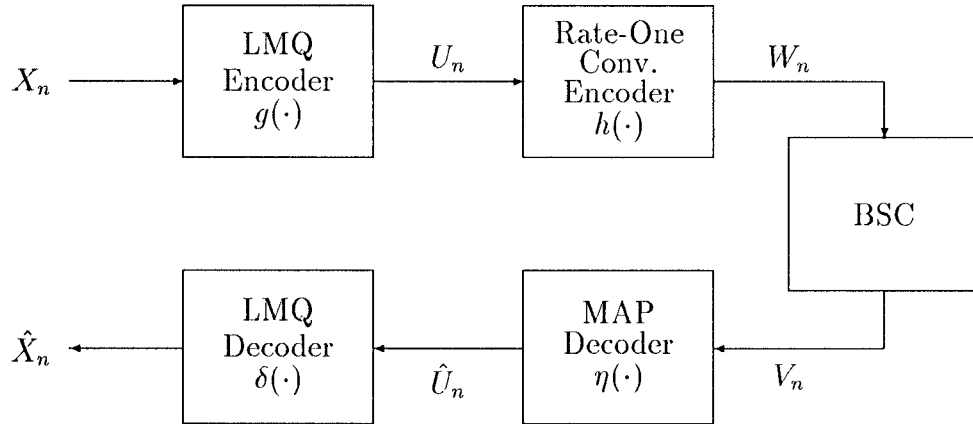 X_n
LMQ
Encoder
g(·)
U_n
Rate-One
Conv.
Encoder
h(·)
W_n
BSC
X̂_n
LMQ
Decoder
δ(·)
Û_n
MAP
Decoder
η(·)
V_n